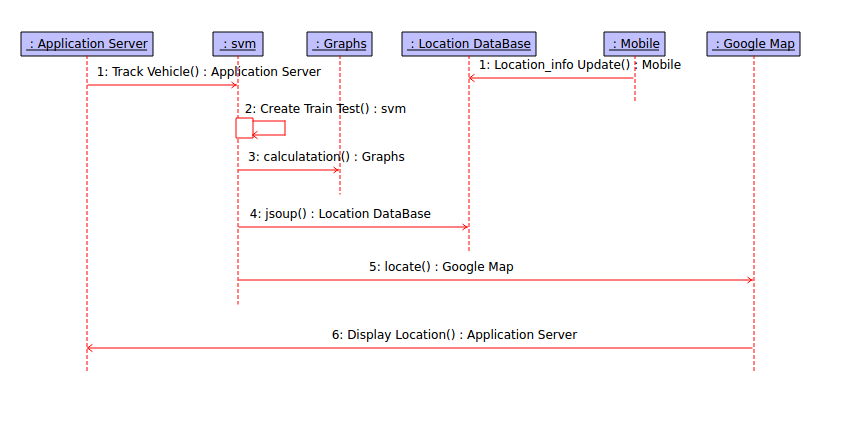 : Application Server
: svm
: Graphs
: Location DataBase
: Mobile
: Google Map
1: Track Vehicle() : Application Server
1: Location_info Update() : Mobile
2: Create Train Test() : svm
3: calculatation() : Graphs
4: jsoup() : Location DataBase
5: locate() : Google Map
6: Display Location() : Application Server